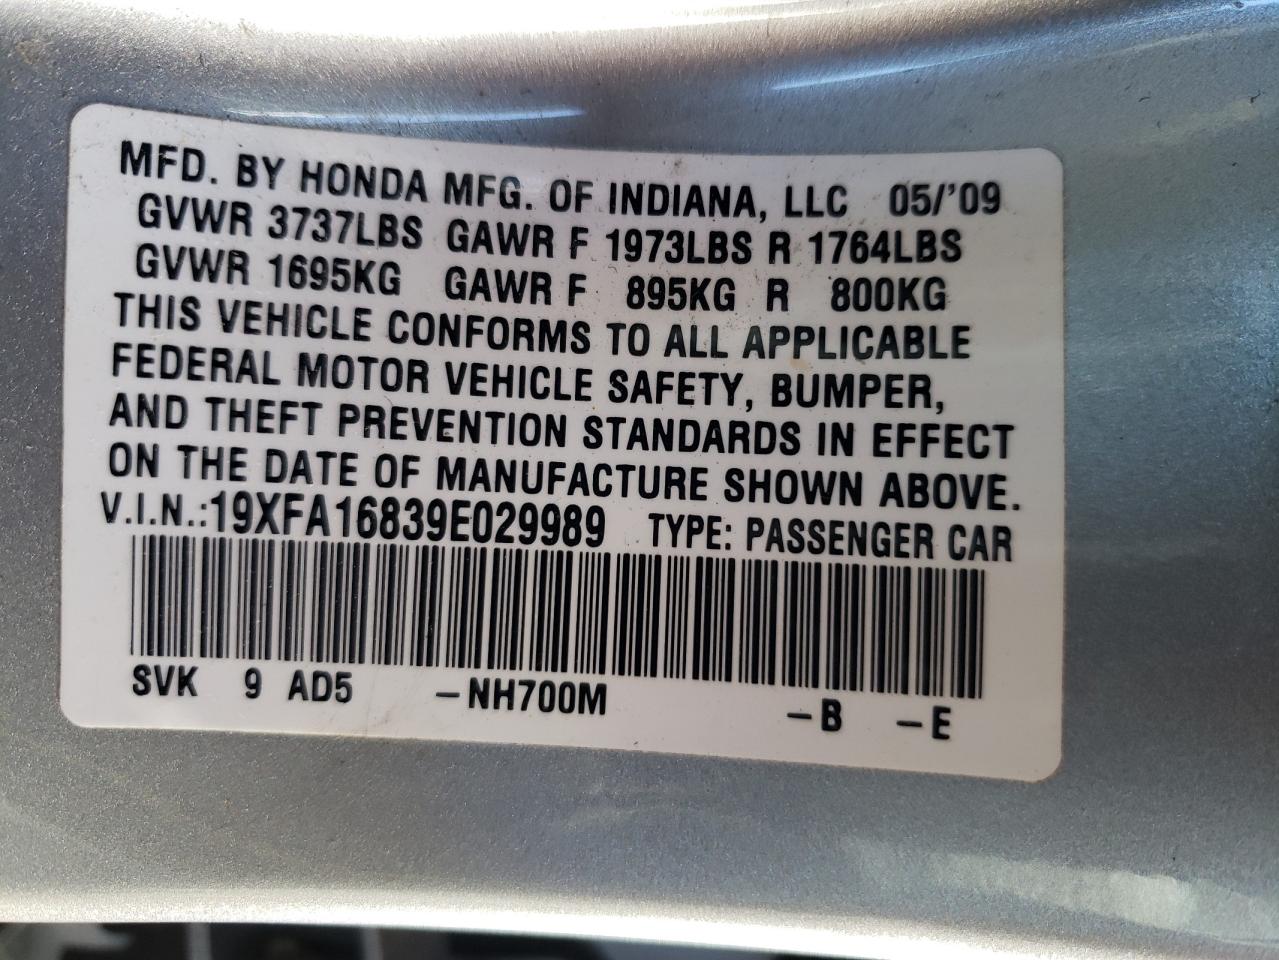 MFD. BY HONDA MFG. OF INDIANA, LLC 05/'09
GVWR 3737LBS GAWR F 1973LBS R 1764LBS
GVWR 1695KG GAWR F 895KG R 800KG
THIS VEHICLE CONFORMS TO ALL APPLICABLE
FEDERAL MOTOR VEHICLE SAFETY, BUMPER,
AND THEFT PREVENTION STANDARDS IN EFFECT
ON THE DATE OF MANUFACTURE SHOWN ABOVE.
V.I.N.:19XFA16839E029989 TYPE: PASSENGER CAR
SVK 9 AD5 -NH700M -B -E